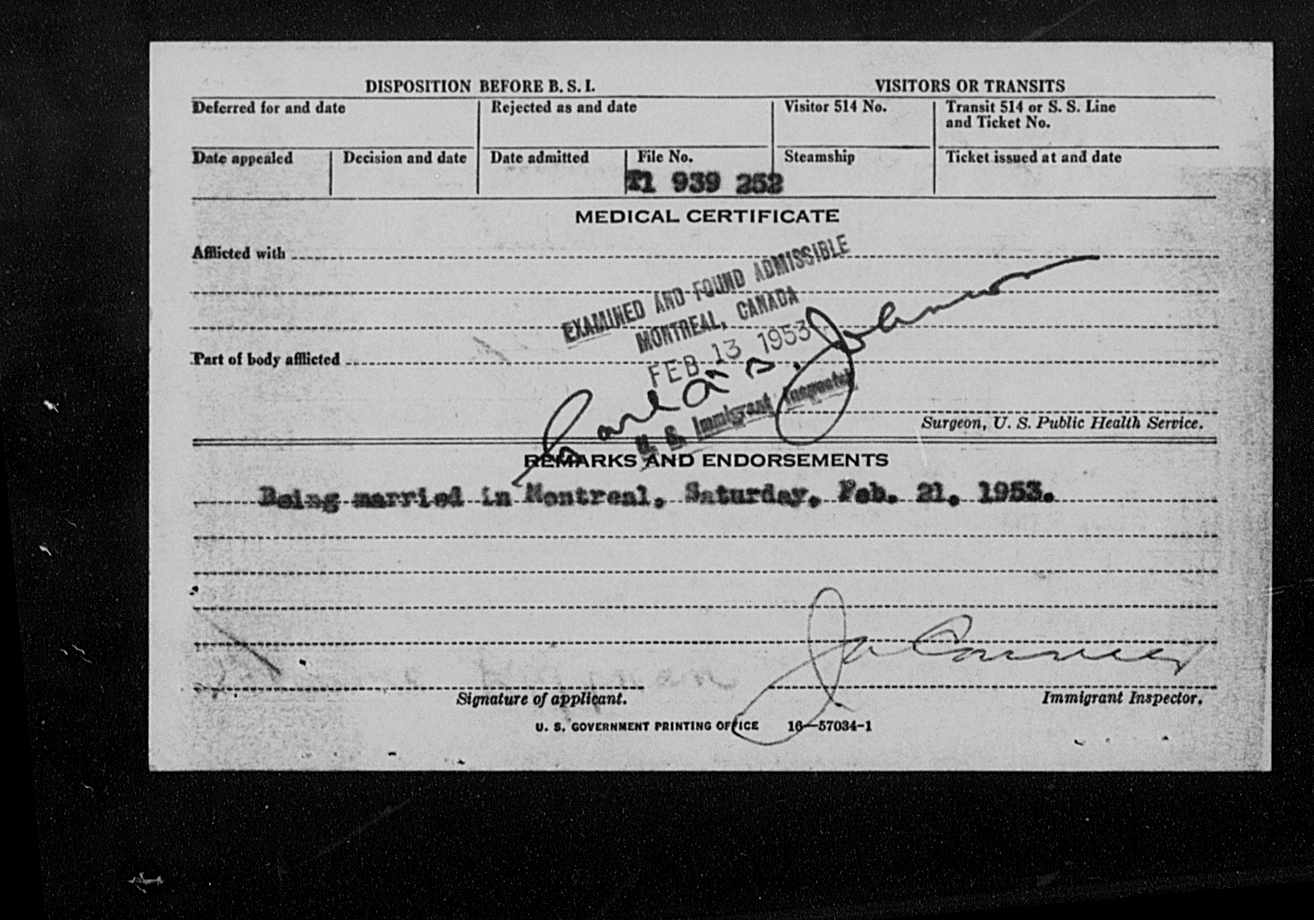 DISPOSITION BEFORE B. S. I. VISITORS OR TRANSITS
Deferred for and date Rejected as and date Visitor 514 No. Transit 514 or S. S. Line
and Ticket No.
Date appealed Decision and date Date admitted File No. Steamship Ticket issued at and date
T1 939 252
MEDICAL CERTIFICATE
Afflicted with
EXAMINED AND FOUND ADMISSIBLE
MONTREAL, CANADA
FEB 13 1953
Part of body afflicted
Johnson
U. S. Immigrant Inspector
Surgeon, U. S. Public Health Service.
REMARKS AND ENDORSEMENTS
Being married in Montreal, Saturday, Feb. 21, 1953.
Signature of applicant. Immigrant Inspector.
U. S. GOVERNMENT PRINTING OFFICE 16—57034-1